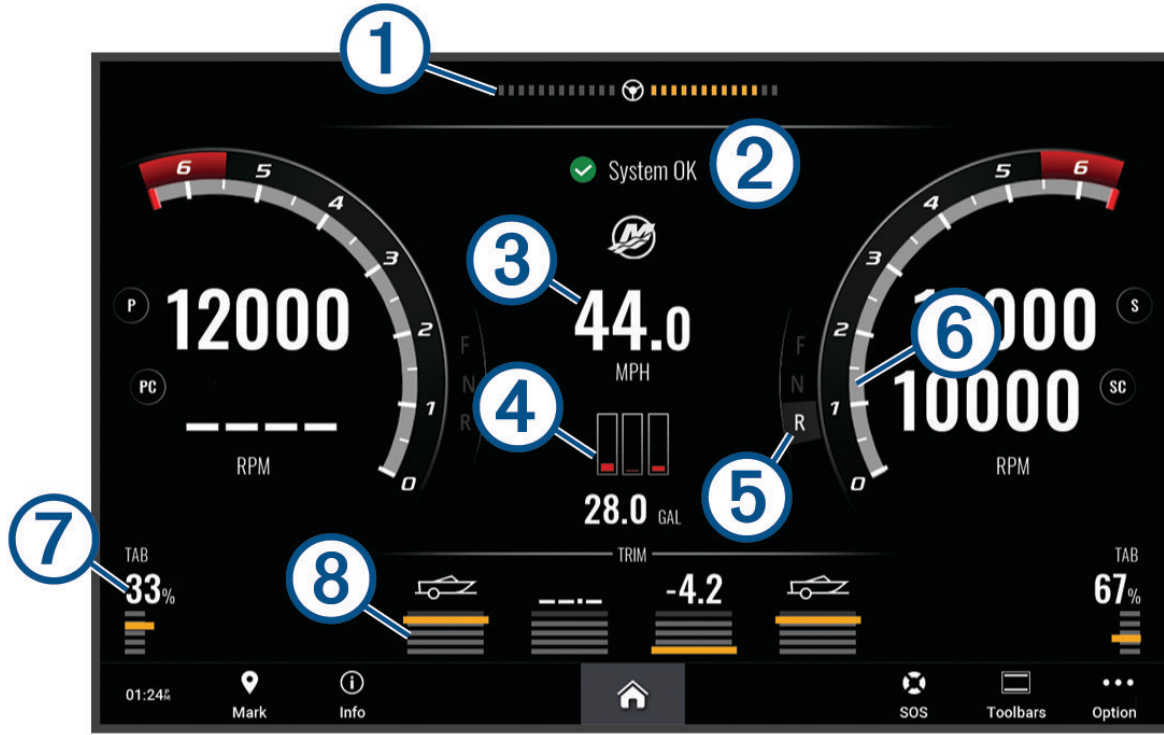 1
2
System OK
3
44.0
MPH
6 5 4 3 2 1 0
P
12000
PC
– – – –
RPM
F
N
R
4
28.0 GAL
5
6 5 4 3 2 1 0
F
N
R
6
000
S
10000
SC
RPM
7
TAB
33%
8
TRIM
--.-
-4.2
TAB
67%
01:24 PM
Mark
Info
SOS
Toolbars
Option